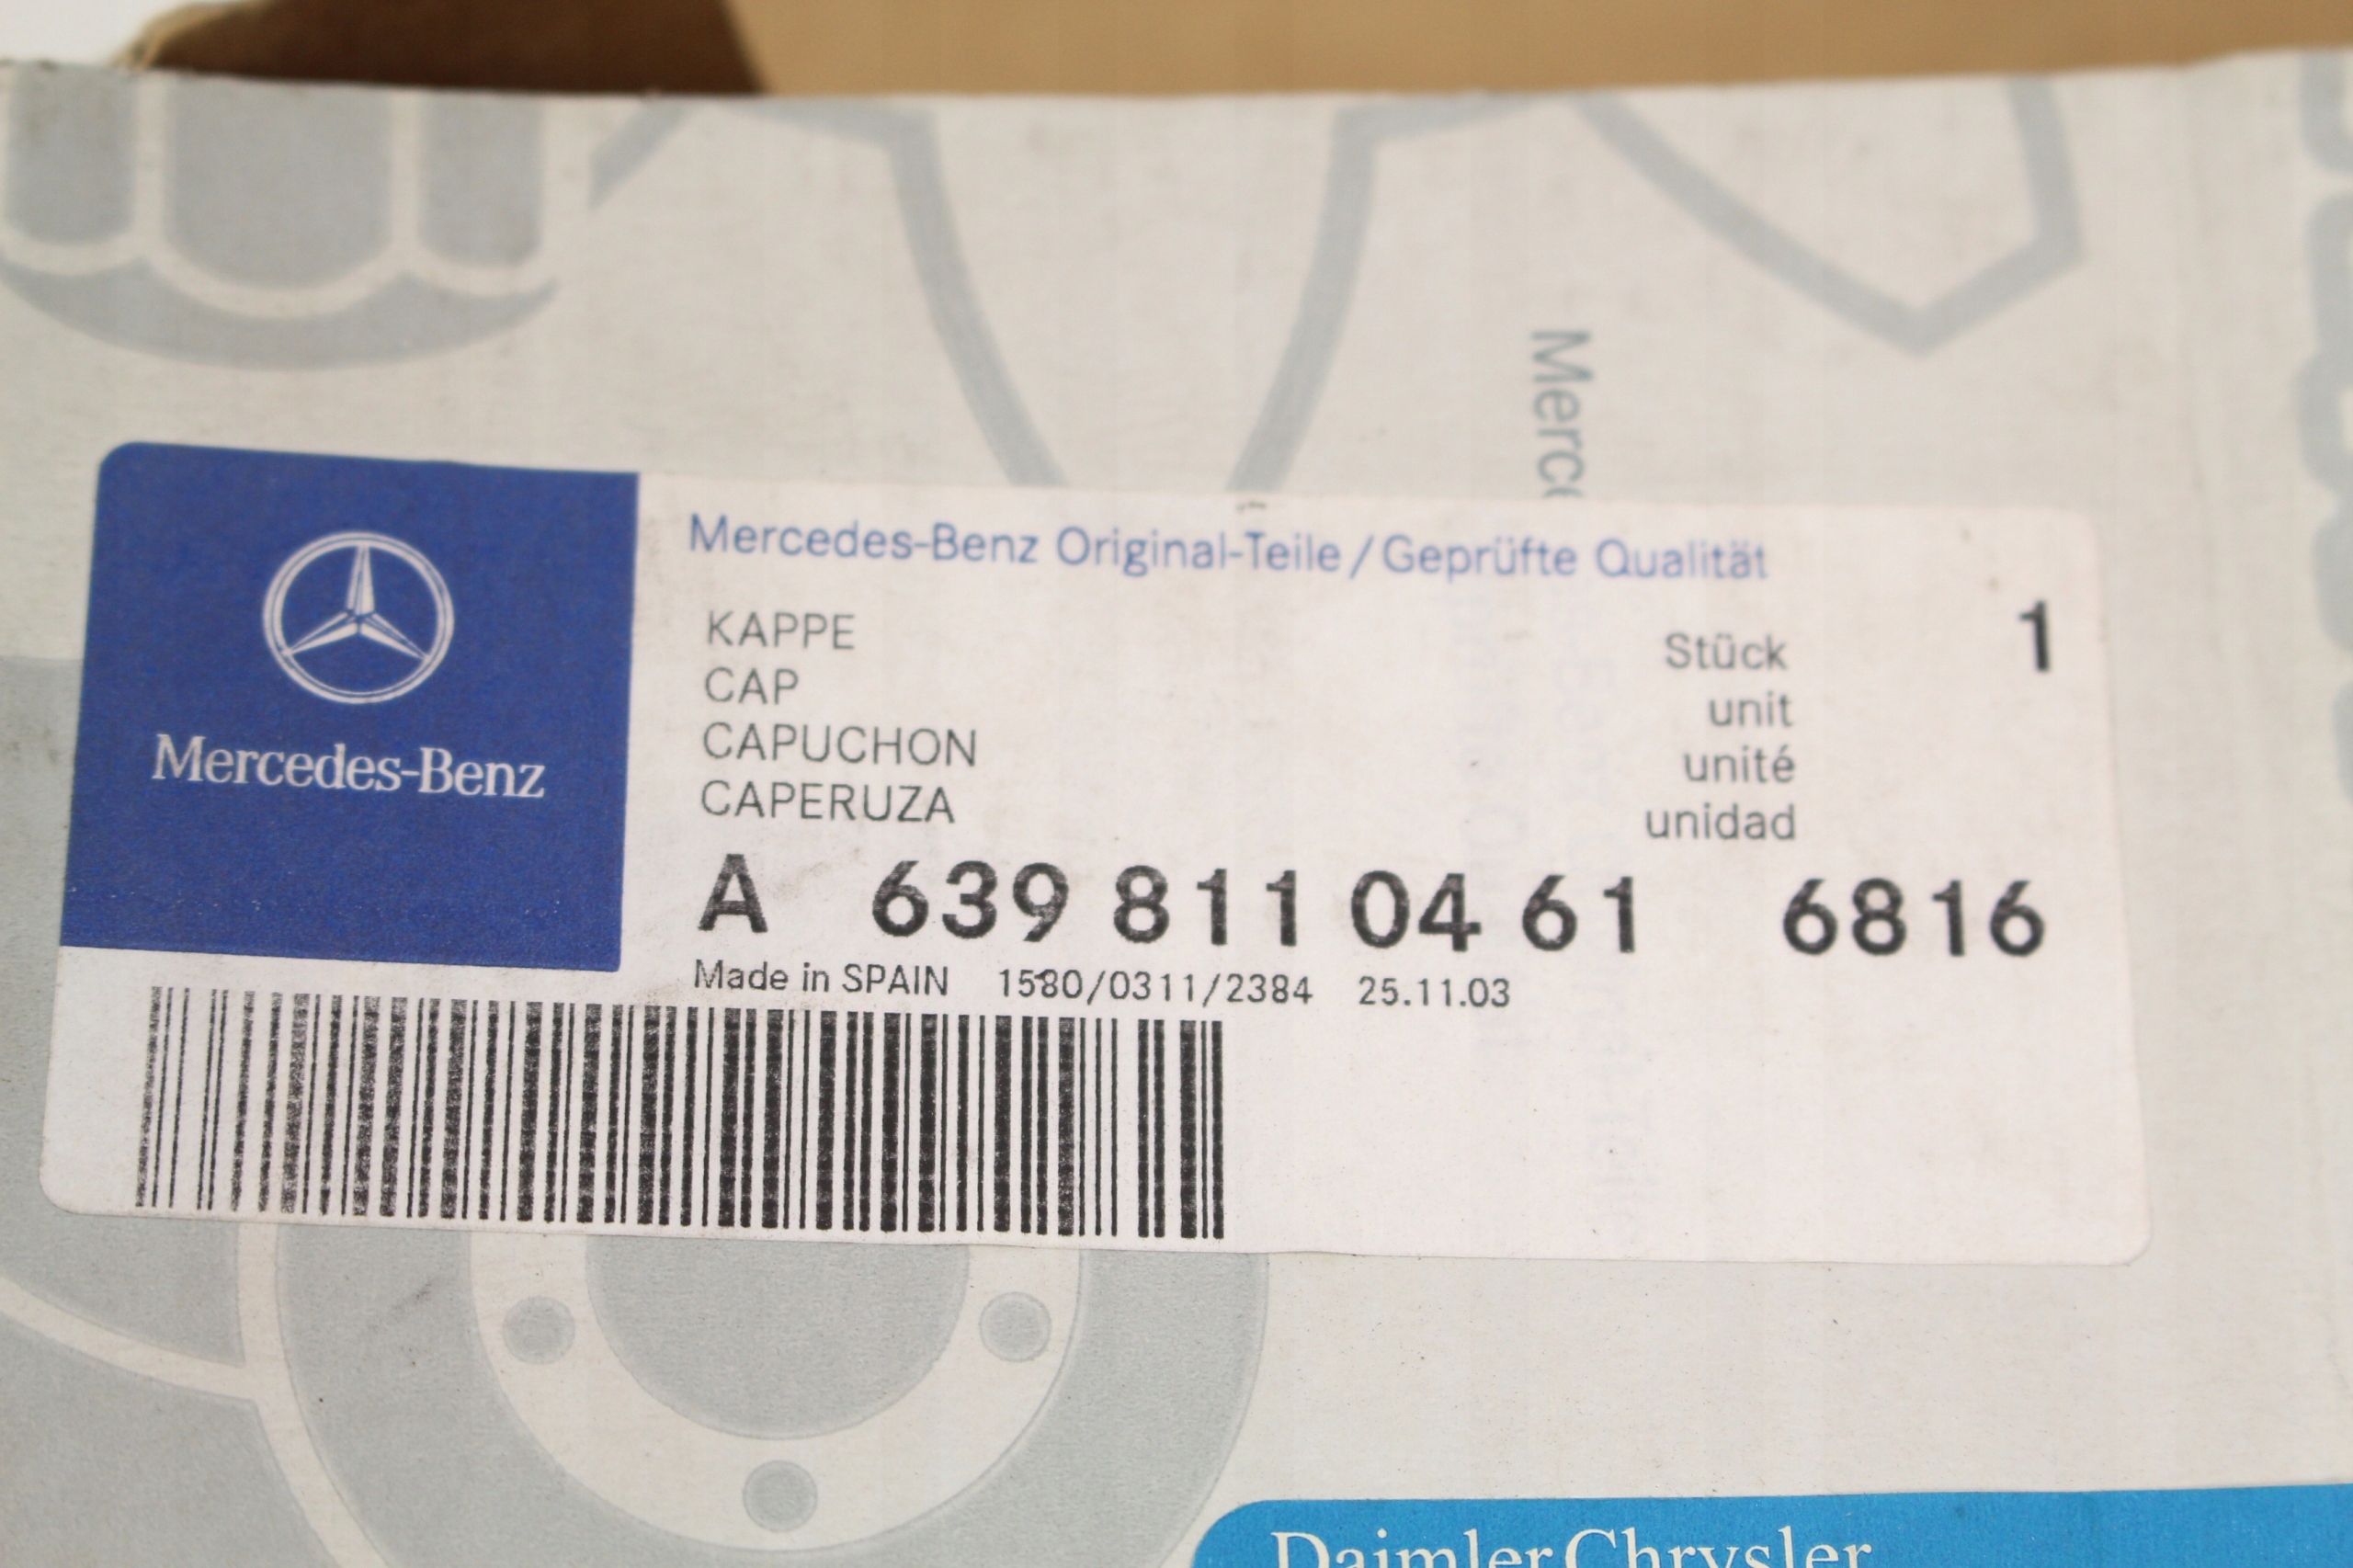 Merce
Mercedes-Benz
Mercedes-Benz Original-Teile/Geprüfte Qualität
KAPPE
CAP
CAPUCHON
CAPERUZA
Stück
unit
unité
unidad
1
A 639 811 04 61 6816
Made in SPAIN 1580/0311/2384 25.11.03
DaimlerChrysler